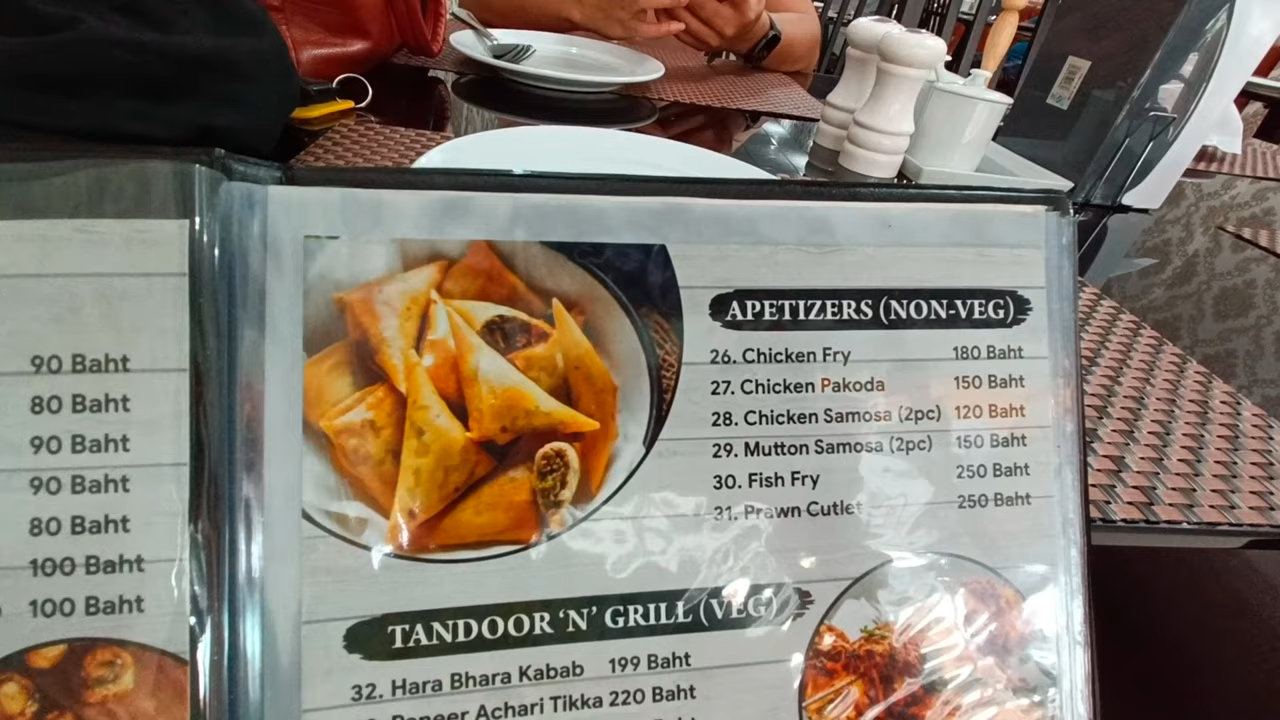 90 Baht
80 Baht
90 Baht
90 Baht
80 Baht
100 Baht
100 Baht
APETIZERS (NON-VEG)
26. Chicken Fry 180 Baht
27. Chicken Pakoda 150 Baht
28. Chicken Samosa (2pc) 120 Baht
29. Mutton Samosa (2pc) 150 Baht
30. Fish Fry 250 Baht
31. Prawn Cutlet 250 Baht
TANDOOR ‘N’ GRILL (VEG)
32. Hara Bhara Kabab 199 Baht
Paneer Achari Tikka 220 Baht